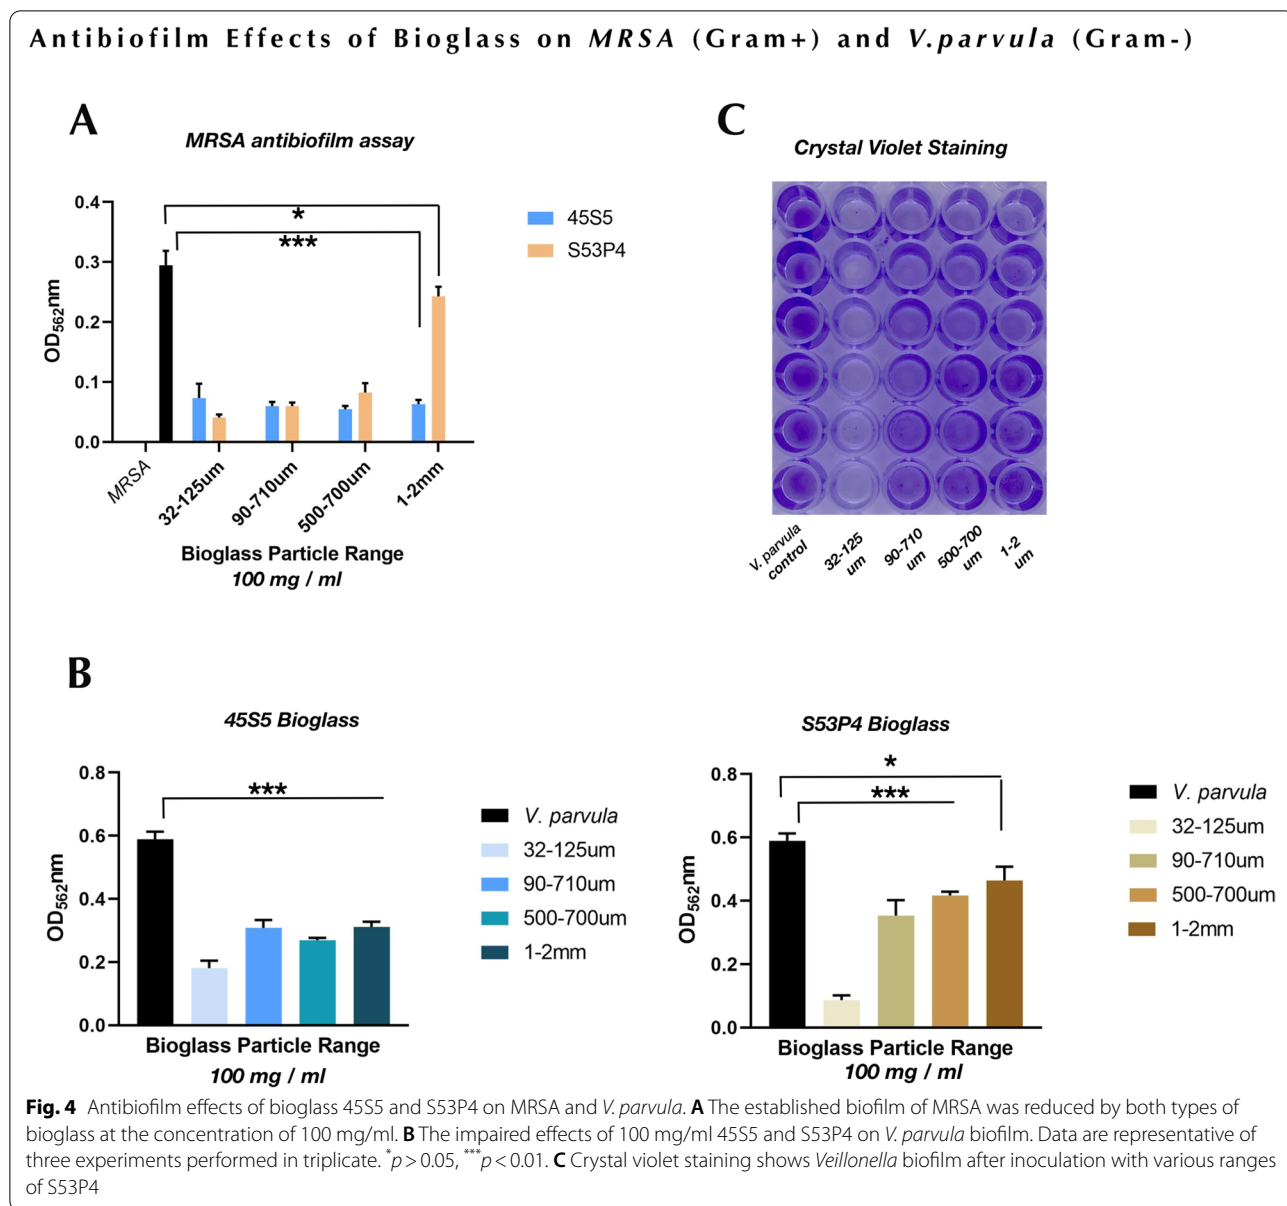 Antibiofilm Effects of Bioglass on MRSA (Gram+) and V.parvula (Gram-)
A
MRSA antibiofilm assay
OD562nm
0.4
0.3
0.2
0.1
0.0
*
***
45S5
S53P4
MRSA
32-125um
90-710um
500-700um
1-2mm
Bioglass Particle Range
100 mg / ml
C
Crystal Violet Staining
V. parvula
control
32-125
um
90-710
um
500-700
um
1-2
um
B
45S5 Bioglass
OD562nm
0.8
0.6
0.4
0.2
0.0
***
V. parvula
32-125um
90-710um
500-700um
1-2mm
Bioglass Particle Range
100 mg / ml
S53P4 Bioglass
OD562nm
0.8
0.6
0.4
0.2
0.0
*
***
V. parvula
32-125um
90-710um
500-700um
1-2mm
Bioglass Particle Range
100 mg / ml
Fig. 4 Antibiofilm effects of bioglass 45S5 and S53P4 on MRSA and V. parvula. A The established biofilm of MRSA was reduced by both types of
bioglass at the concentration of 100 mg/ml. B The impaired effects of 100 mg/ml 45S5 and S53P4 on V. parvula biofilm. Data are representative of
three experiments performed in triplicate. *p > 0.05, ***p < 0.01. C Crystal violet staining shows Veillonella biofilm after inoculation with various ranges
of S53P4